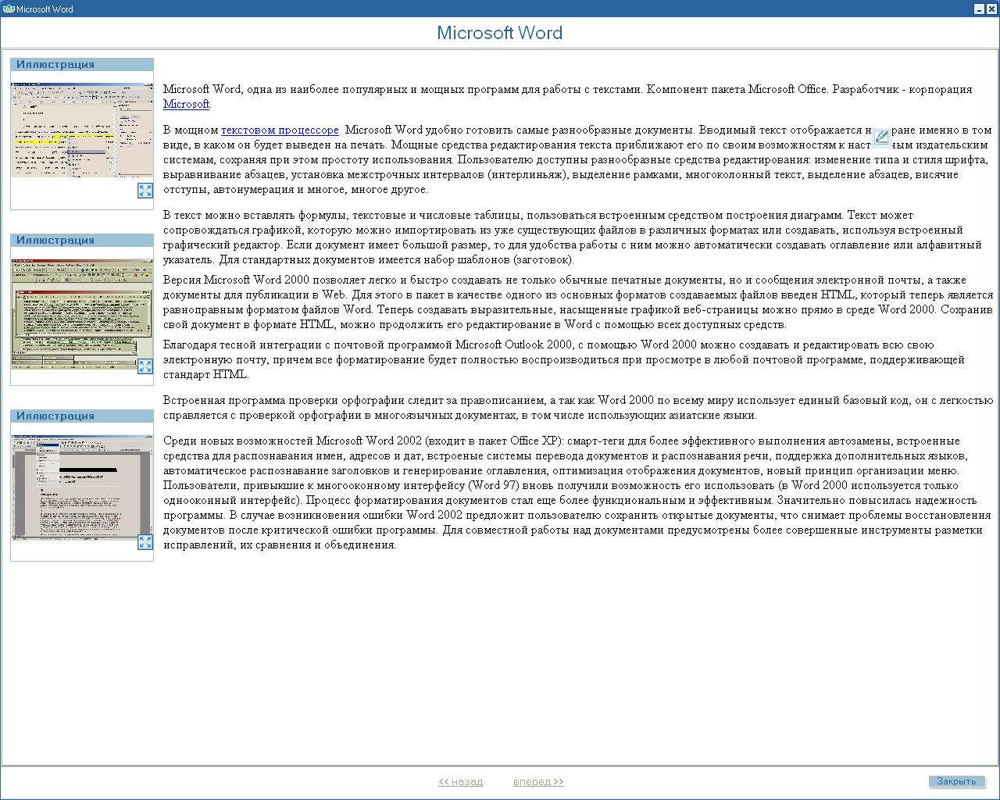 Microsoft Word
Microsoft Word
Иллюстрация
Иллюстрация
Иллюстрация
Microsoft Word, одна из наиболее популярных и мощных программ для работы с текстами. Компонент пакета Microsoft Office. Разработчик - корпорация
Microsoft.
В мощном текстовом процессоре Microsoft Word удобно готовить самые разнообразные документы. Вводимый текст отображается н ране именно в том
виде, в каком он будет выведен на печать. Мощные средства редактирования текста приближают его по своим возможностям к наст ым издательским
системам, сохраняя при этом простоту использования. Пользователю доступны разнообразные средства редактирования: изменение типа и стиля шрифта,
выравнивание абзацев, установка межстрочных интервалов (интерлиньяж), выделение рамками, многоколонный текст, выделение абзацев, висячие
отступы, автонумерация и многое, многое другое.
В текст можно вставлять формулы, текстовые и числовые таблицы, пользоваться встроенным средством построения диаграмм. Текст может
сопровождаться графикой, которую можно импортировать из уже существующих файлов в различных форматах или создавать, используя встроенный
графический редактор. Если документ имеет большой размер, то для удобства работы с ним можно автоматически создавать оглавление или алфавитный
указатель. Для стандартных документов имеется набор шаблонов (заготовок).
Версия Microsoft Word 2000 позволяет легко и быстро создавать не только обычные печатные документы, но и сообщения электронной почты, а также
документы для публикации в Web. Для этого в пакет в качестве одного из основных форматов создаваемых файлов введен HTML, который теперь является
равноправным форматом файлов Word. Теперь создавать выразительные, насыщенные графикой веб-страницы можно прямо в среде Word 2000. Сохранив
свой документ в формате HTML, можно продолжить его редактирование в Word с помощью всех доступных средств.
Благодаря тесной интеграции с почтовой программой Microsoft Outlook 2000, с помощью Word 2000 можно создавать и редактировать всю свою
электронную почту, причем все форматирование будет полностью воспроизводиться при просмотре в любой почтовой программе, поддерживающей
стандарт HTML.
Встроенная программа проверки орфографии следит за правописанием, а так как Word 2000 по всему миру использует единый базовый код, он с легкостью
справляется с проверкой орфографии в многоязычных документах, в том числе использующих азиатские языки.
Среди новых возможностей Microsoft Word 2002 (входит в пакет Office XP): смарт-теги для более эффективного выполнения автозамены, встроенные
средства для распознавания имен, адресов и дат, встроеные системы перевода документов и распознавания речи, поддержка дополнительных языков,
автоматическое распознавание заголовков и генерирование оглавления, оптимизация отображения документов, новый принцип организации меню.
Пользователи, привыкшие к многооконному интерфейсу (Word 97) вновь получили возможность его использовать (в Word 2000 используется только
однооконный интерфейс). Процесс форматирования документов стал еще более функциональным и эффективным. Значительно повысилась надежность
программы. В случае возникновения ошибки Word 2002 предложит пользователю сохранить открытые документы, что снимает проблемы восстановления
документов после критической ошибки программы. Для совместной работы над документами предусмотрены более совершенные инструменты разметки
исправлений, их сравнения и объединения.
<< назад вперед >> Закрыть